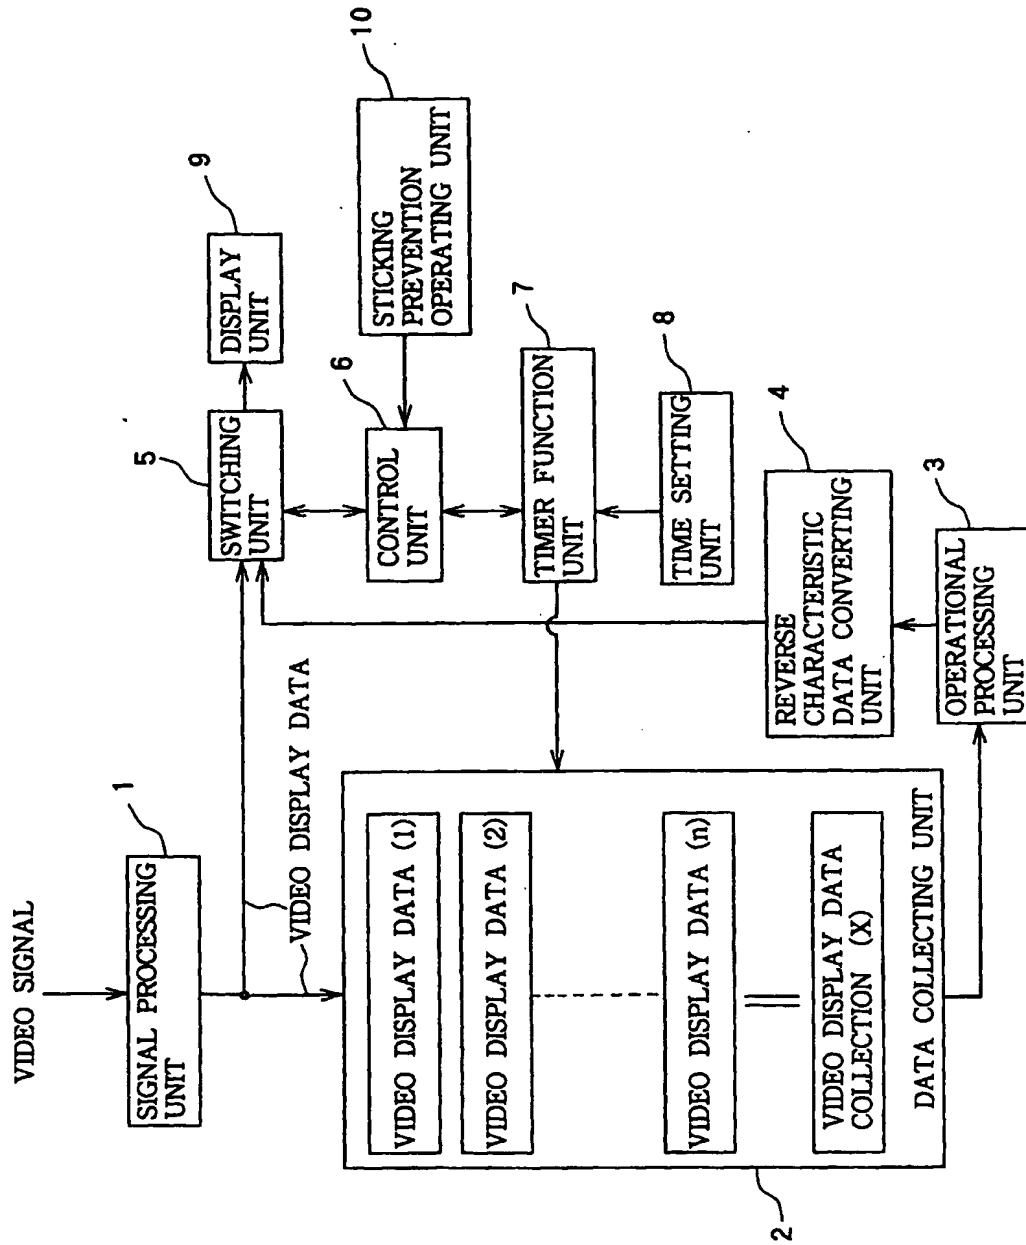 VIDEO SIGNAL
1
SIGNAL PROCESSING
UNIT
VIDEO DISPLAY DATA
5
SWITCHING
UNIT
9
DISPLAY
UNIT
6
CONTROL
UNIT
10
STICKING
PREVENTION
OPERATING UNIT
7
TIMER FUNCTION
UNIT
8
TIME SETTING
UNIT
4
REVERSE
CHARACTERISTIC
DATA CONVERTING
UNIT
3
OPERATIONAL
PROCESSING
UNIT
VIDEO DISPLAY DATA (1)
VIDEO DISPLAY DATA (2)
VIDEO DISPLAY DATA (n)
VIDEO DISPLAY DATA
COLLECTION (X)
DATA COLLECTING UNIT
2